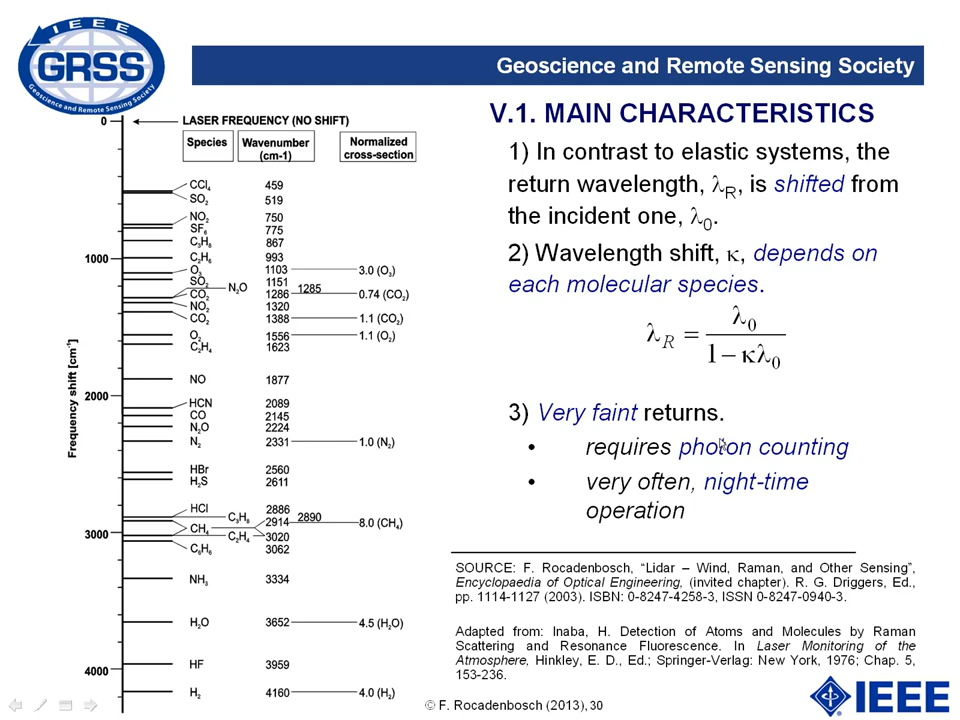 IEEE
GRSS
Geoscience and Remote Sensing Society
Geoscience and Remote Sensing Society
V.1. MAIN CHARACTERISTICS
1) In contrast to elastic systems, the
return wavelength, λR, is shifted from
the incident one, λ0.
2) Wavelength shift, κ, depends on
each molecular species.
λR = λ0 / (1 – κλ0)
3) Very faint returns.
• requires photon counting
• very often, night-time
operation
Frequency shift [cm-1]
0
1000
2000
3000
4000
LASER FREQUENCY (NO SHIFT)
Species Wavenumber (cm-1) Normalized cross-section
CCl4 459
SO2 519
NO2 750
SF6 775
C3H8 867
C2H6 993
O3 1103 3.0 (O3)
SO2 1151
N2O 1285
CO2 1286 0.74 (CO2)
NO2 1320
CO2 1388 1.1 (CO2)
O2 1556 1.1 (O2)
C2H4 1623
NO 1877
HCN 2089
CO 2145
N2O 2224
N2 2331 1.0 (N2)
HBr 2560
H2S 2611
HCl 2886
C3H8 2890
CH4 2914 8.0 (CH4)
C2H4 3020
C6H6 3062
NH3 3334
H2O 3652 4.5 (H2O)
HF 3959
H2 4160 4.0 (H2)
SOURCE: F. Rocadenbosch, “Lidar – Wind, Raman, and Other Sensing”,
Encyclopaedia of Optical Engineering, (invited chapter). R. G. Driggers, Ed.,
pp. 1114-1127 (2003). ISBN: 0-8247-4258-3, ISSN 0-8247-0940-3.
Adapted from: Inaba, H. Detection of Atoms and Molecules by Raman
Scattering and Resonance Fluorescence. In Laser Monitoring of the
Atmosphere, Hinkley, E. D., Ed.; Springer-Verlag: New York, 1976; Chap. 5,
153-236.
© F. Rocadenbosch (2013), 30
IEEE